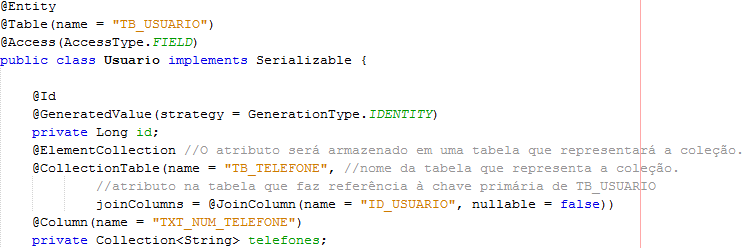 @Entity
@Table(name = "TB_USUARIO")
@Access(AccessType.FIELD)
public class Usuario implements Serializable {
@Id
@GeneratedValue(strategy = GenerationType.IDENTITY)
private Long id;
@ElementCollection //O atributo será armazenado em uma tabela que representará a coleção.
@CollectionTable(name = "TB_TELEFONE", //nome da tabela que representa a coleção.
//atributo na tabela que faz referência à chave primária de TB_USUARIO
joinColumns = @JoinColumn(name = "ID_USUARIO", nullable = false))
@Column(name = "TXT_NUM_TELEFONE")
private Collection<String> telefones;